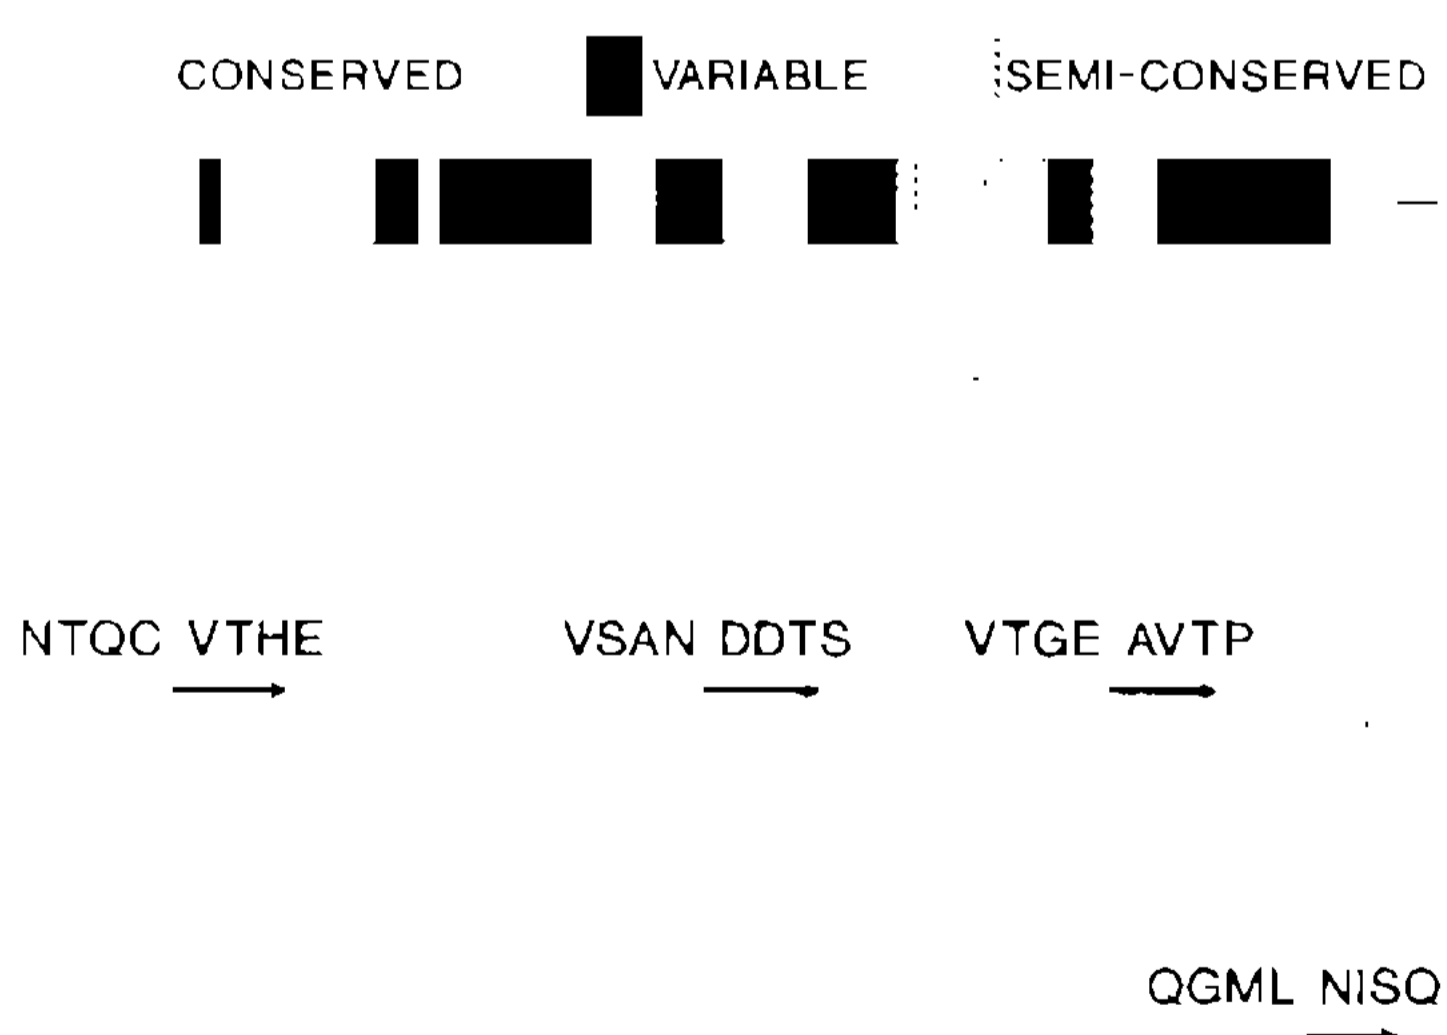 CONSERVED VARIABLE SEMI-CONSERVED
NTQC VTHE VSAN DDTS VTGE AVTP
QGML NISQ